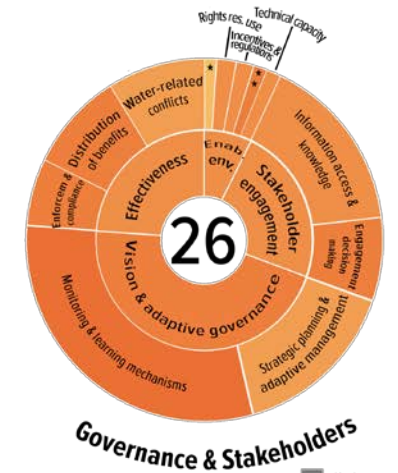 Rights res. use
Technical capacity
Incentives &
regulations
★
★
★
Water-related
conflicts
Distribution
of benefits
Enforcem &
compliance
Information access &
knowledge
Engagement
decision
making
Strategic planning &
adaptive management
Monitoring & learning mechanisms
Effectiveness
Enab.
env.
Stakeholder
engagement
Vision & adaptive governance
26
Governance & Stakeholders